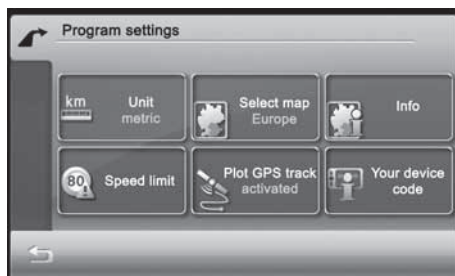 Program settings
km
Unit
metric
Select map
Europe
Info
80
Speed limit
Plot GPS track
activated
Your device
code